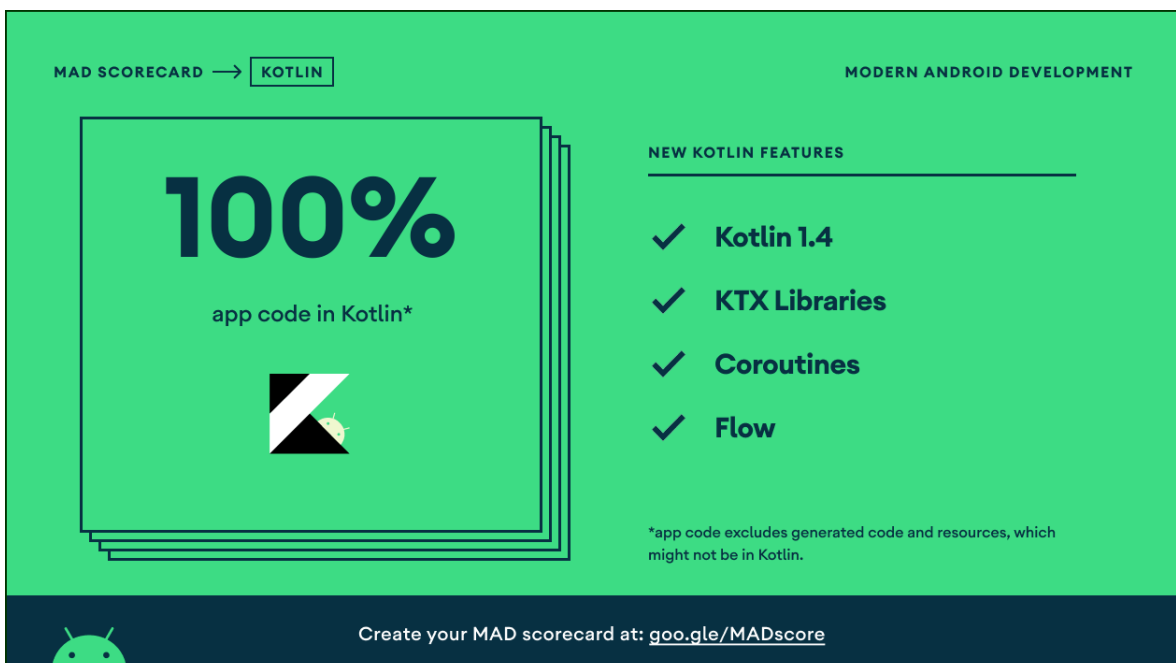 MAD SCORECARD → KOTLIN
MODERN ANDROID DEVELOPMENT
100%
app code in Kotlin*
NEW KOTLIN FEATURES
Kotlin 1.4
KTX Libraries
Coroutines
Flow
*app code excludes generated code and resources, which
might not be in Kotlin.
Create your MAD scorecard at: goo.gle/MADscore